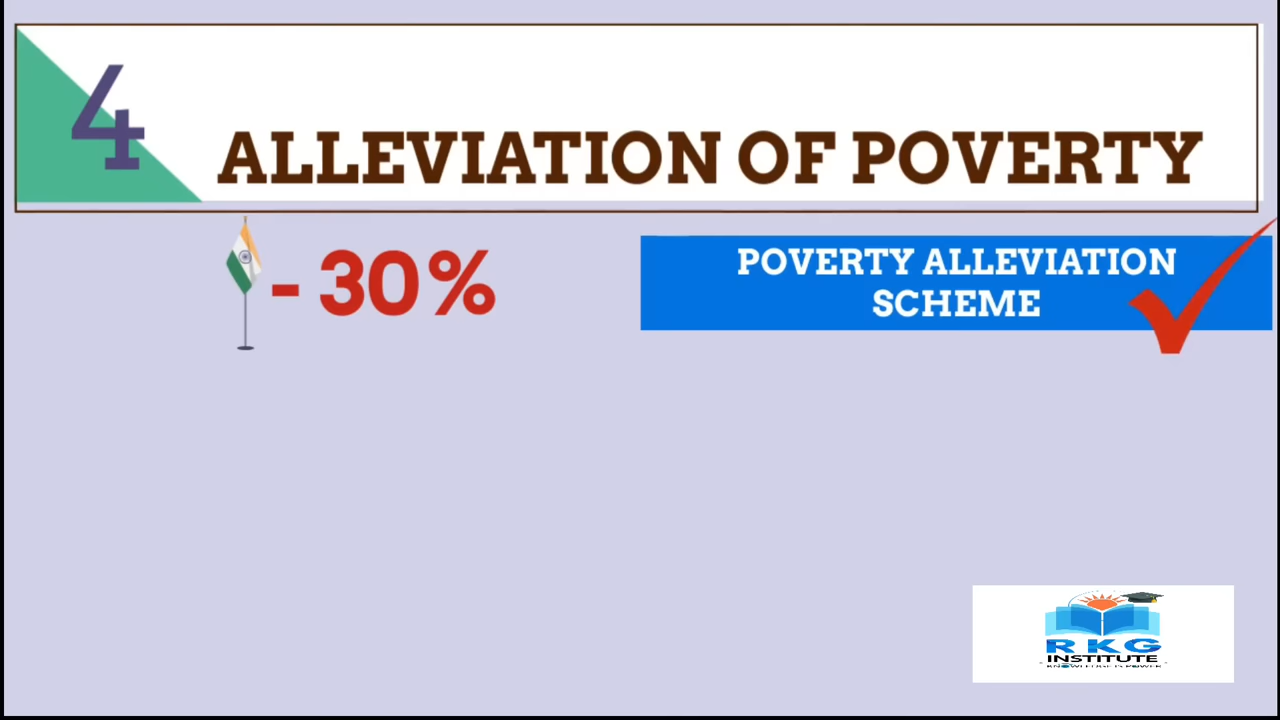 4
ALLEVIATION OF POVERTY
- 30%
POVERTY ALLEVIATION
SCHEME
RKG
INSTITUTE